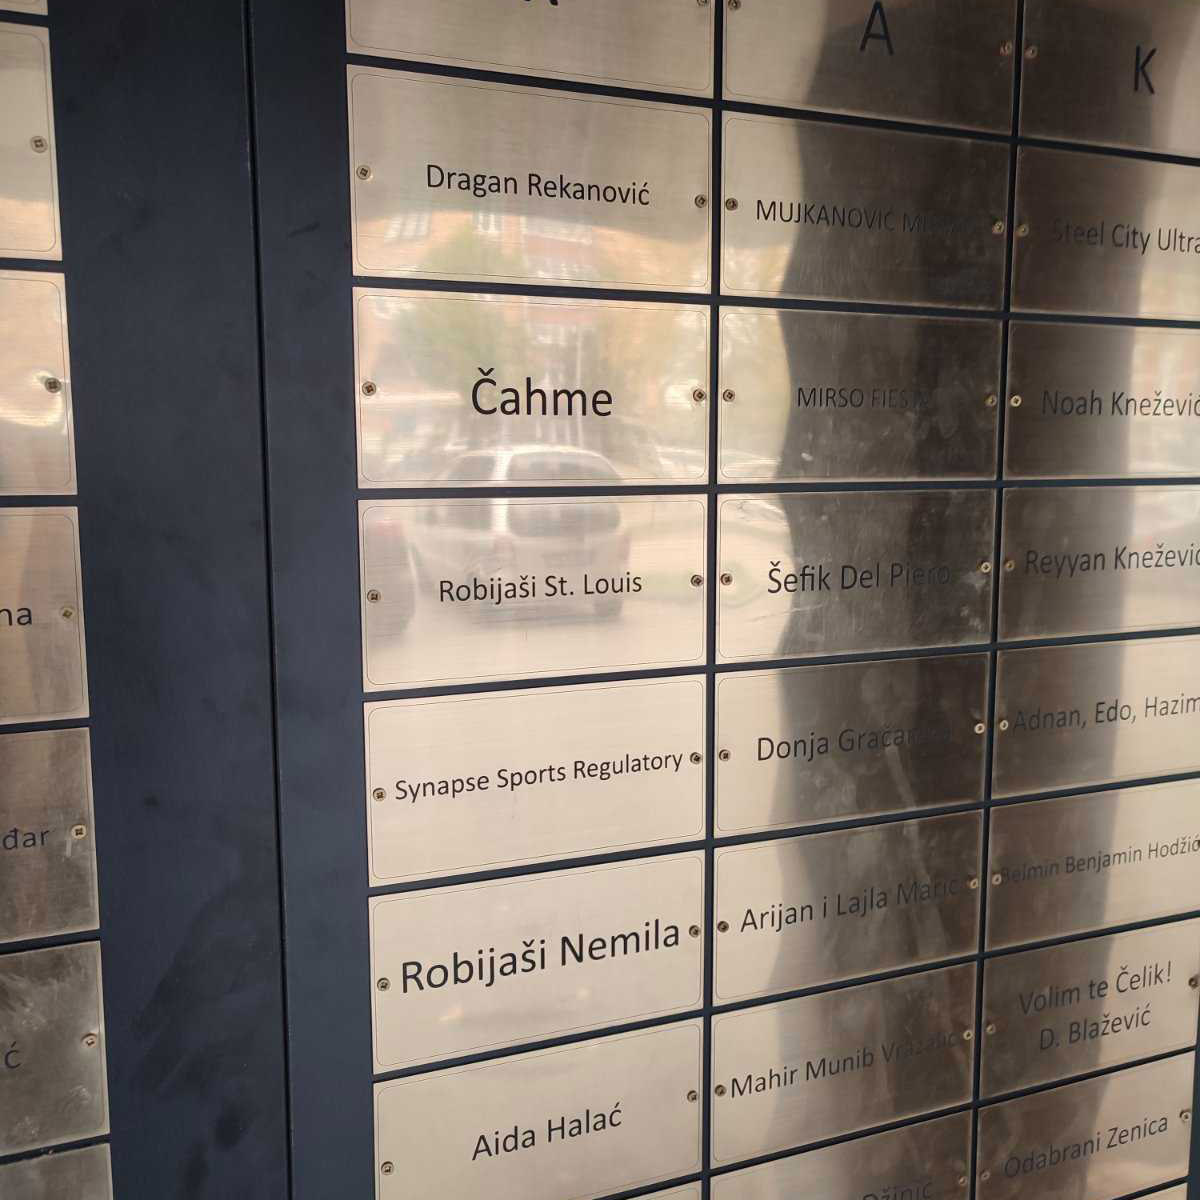 A
K
Dragan Rekanović
MUJKANOVIĆ
Steel City Ultra
Čahme
MIRSO
Noah Knežević
Robijaši St. Louis
Šefik Del Piero
Reyyan Knežević
Synapse Sports Regulatory
Donja
Adnan, Edo, Hazim
Robijaši Nemila
Arijan i Lajla Marić
Belmin Benjamin Hodžić
Aida Halać
Mahir Munib
Volim te Čelik!
D. Blažević
Odabrani Zenica